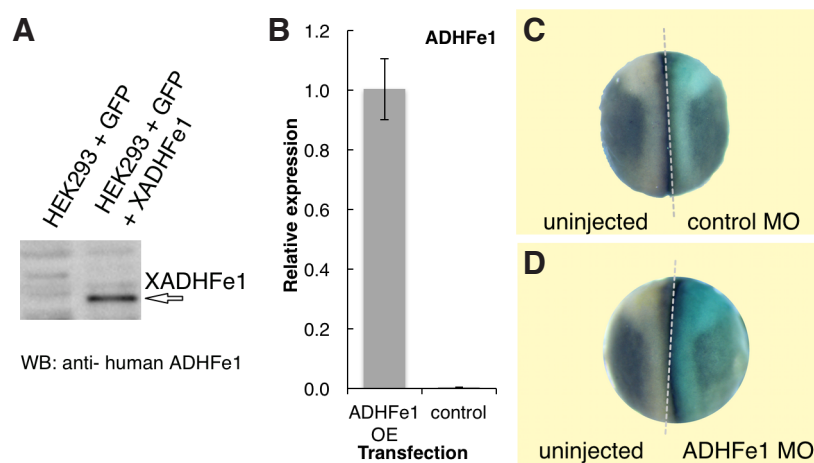 A
HEK293 + GFP
HEK293 + GFP
+ XADHFe1
XADHFe1
WB: anti- human ADHFe1
B
ADHFe1
Relative expression
1.2
1.0
0.8
0.6
0.4
0.2
0.0
ADHFe1 control
OE
Transfection
C
uninjected control MO
D
uninjected ADHFe1 MO